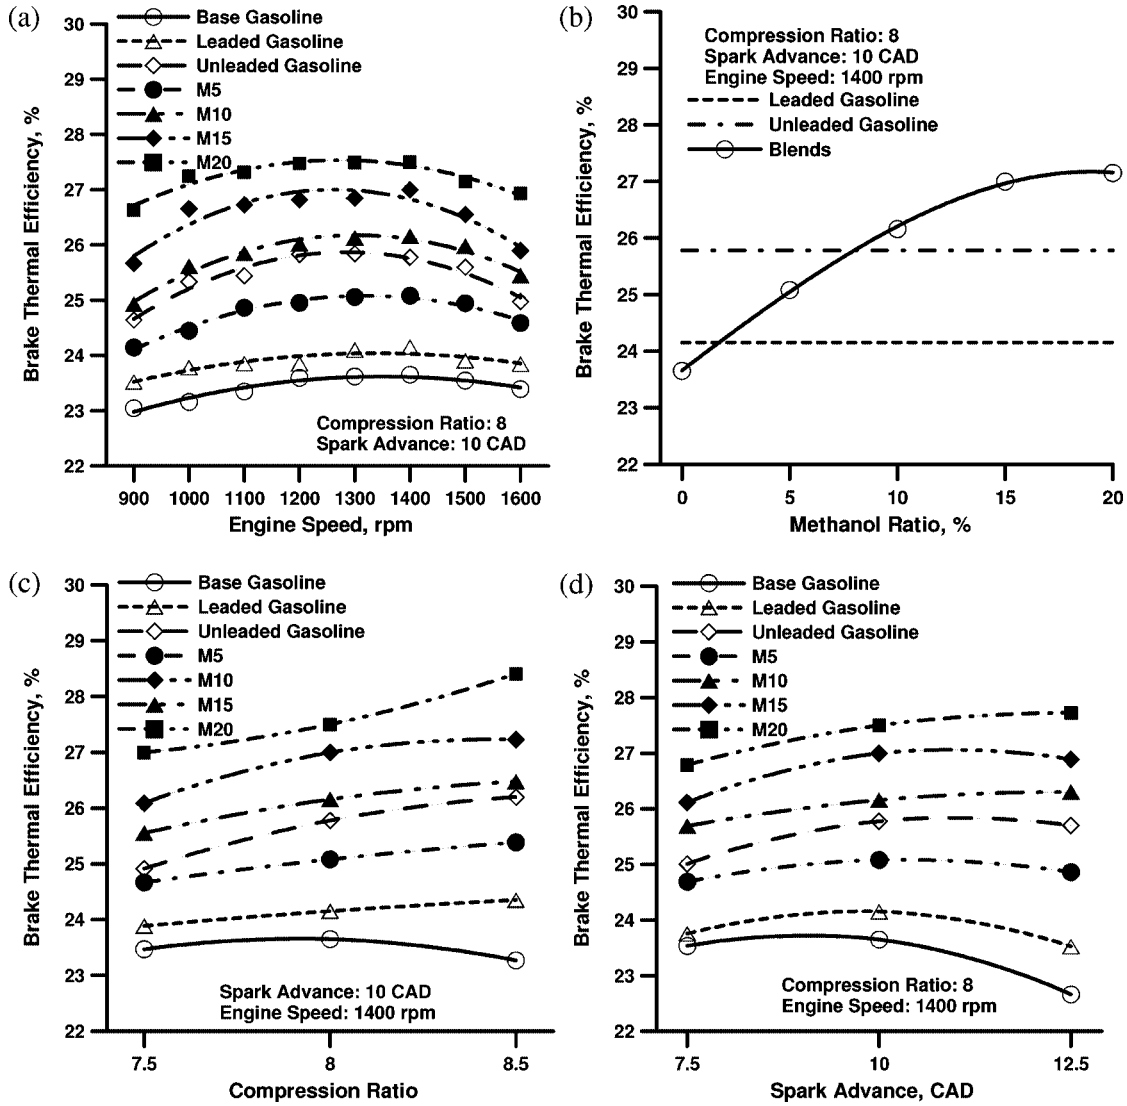 (a)
30
29
28
27
26
25
24
23
22
Brake Thermal Efficiency, %
Base Gasoline
Leaded Gasoline
Unleaded Gasoline
M5
M10
M15
M20
Compression Ratio: 8
Spark Advance: 10 CAD
900 1000 1100 1200 1300 1400 1500 1600
Engine Speed, rpm
(b)
30
29
28
27
26
25
24
23
22
Brake Thermal Efficiency, %
Compression Ratio: 8
Spark Advance: 10 CAD
Engine Speed: 1400 rpm
Leaded Gasoline
Unleaded Gasoline
Blends
0 5 10 15 20
Methanol Ratio, %
(c)
30
29
28
27
26
25
24
23
22
Brake Thermal Efficiency, %
Base Gasoline
Leaded Gasoline
Unleaded Gasoline
M5
M10
M15
M20
Spark Advance: 10 CAD
Engine Speed: 1400 rpm
7.5 8 8.5
Compression Ratio
(d)
30
29
28
27
26
25
24
23
22
Brake Thermal Efficiency, %
Base Gasoline
Leaded Gasoline
Unleaded Gasoline
M5
M10
M15
M20
Compression Ratio: 8
Engine Speed: 1400 rpm
7.5 10 12.5
Spark Advance, CAD